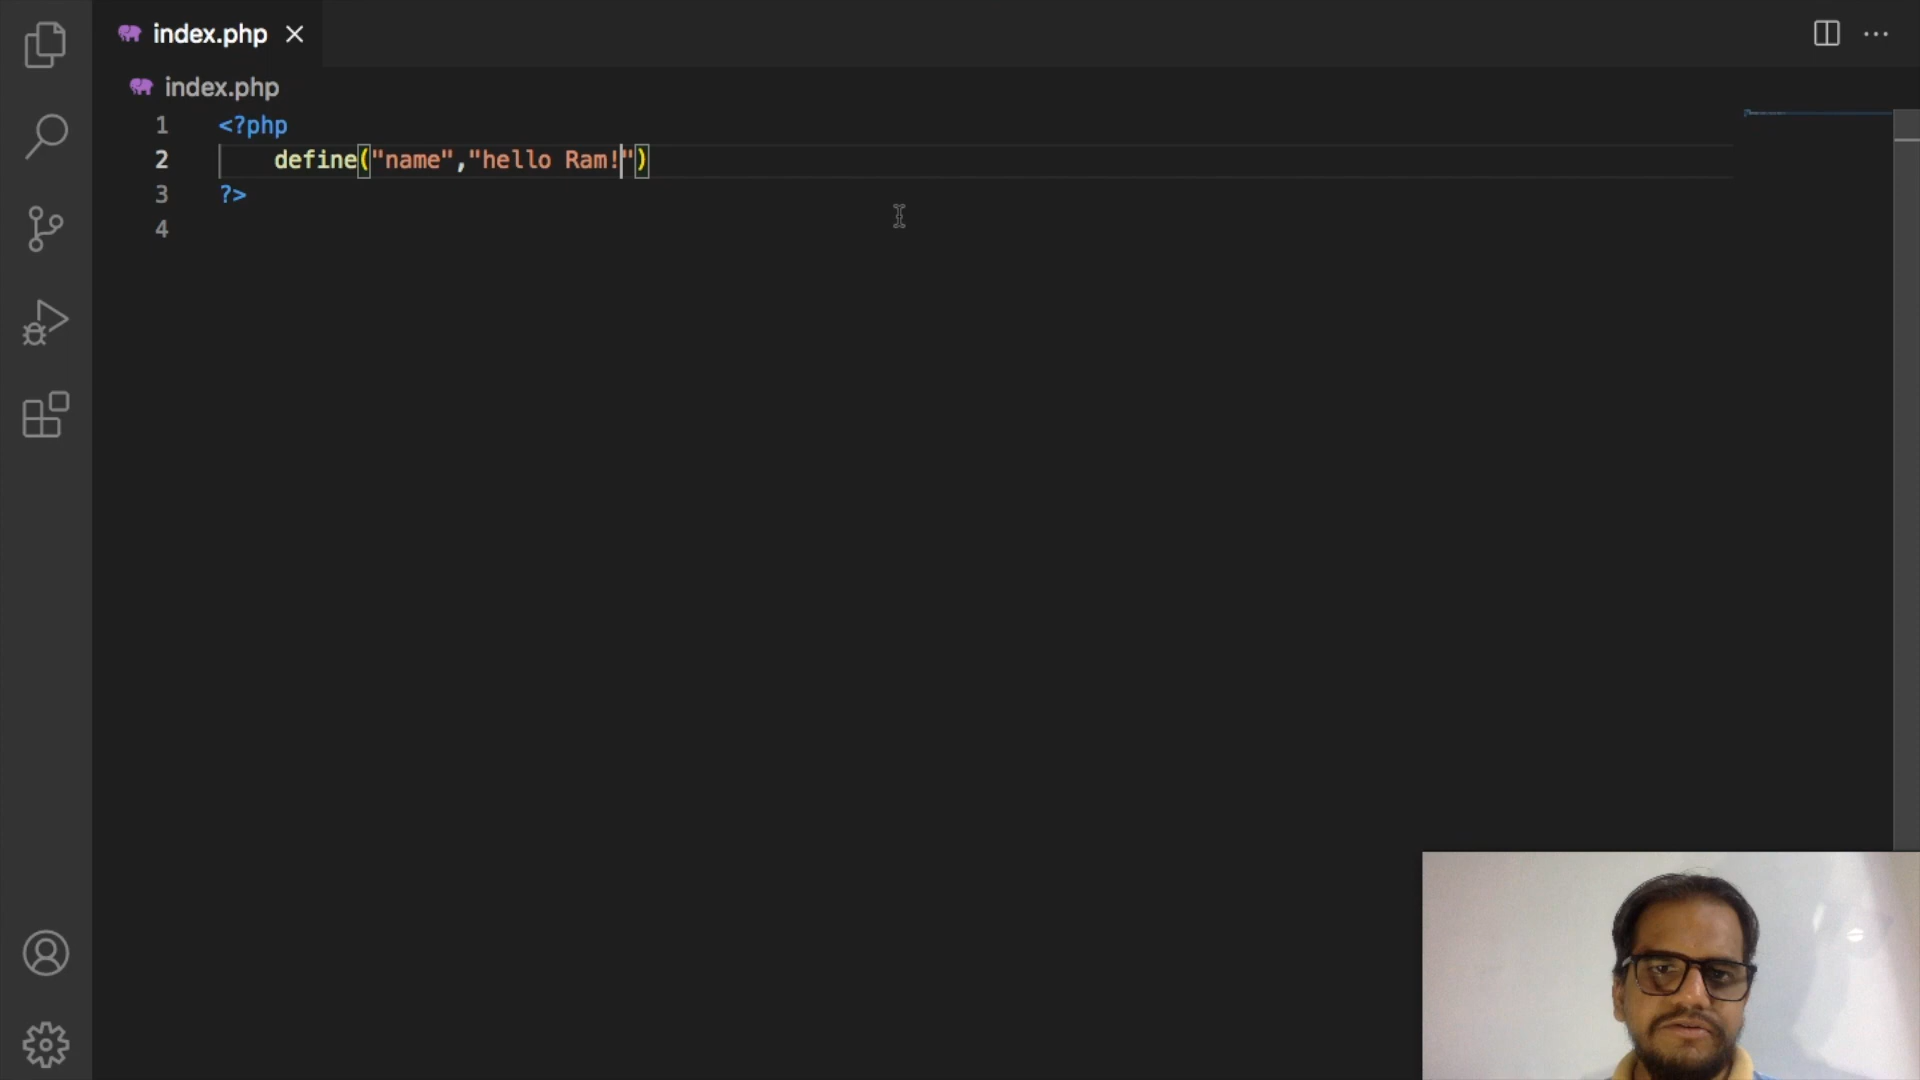 index.php
index.php
1 <?php
2 define("name","hello Ram!")
3 ?>
4